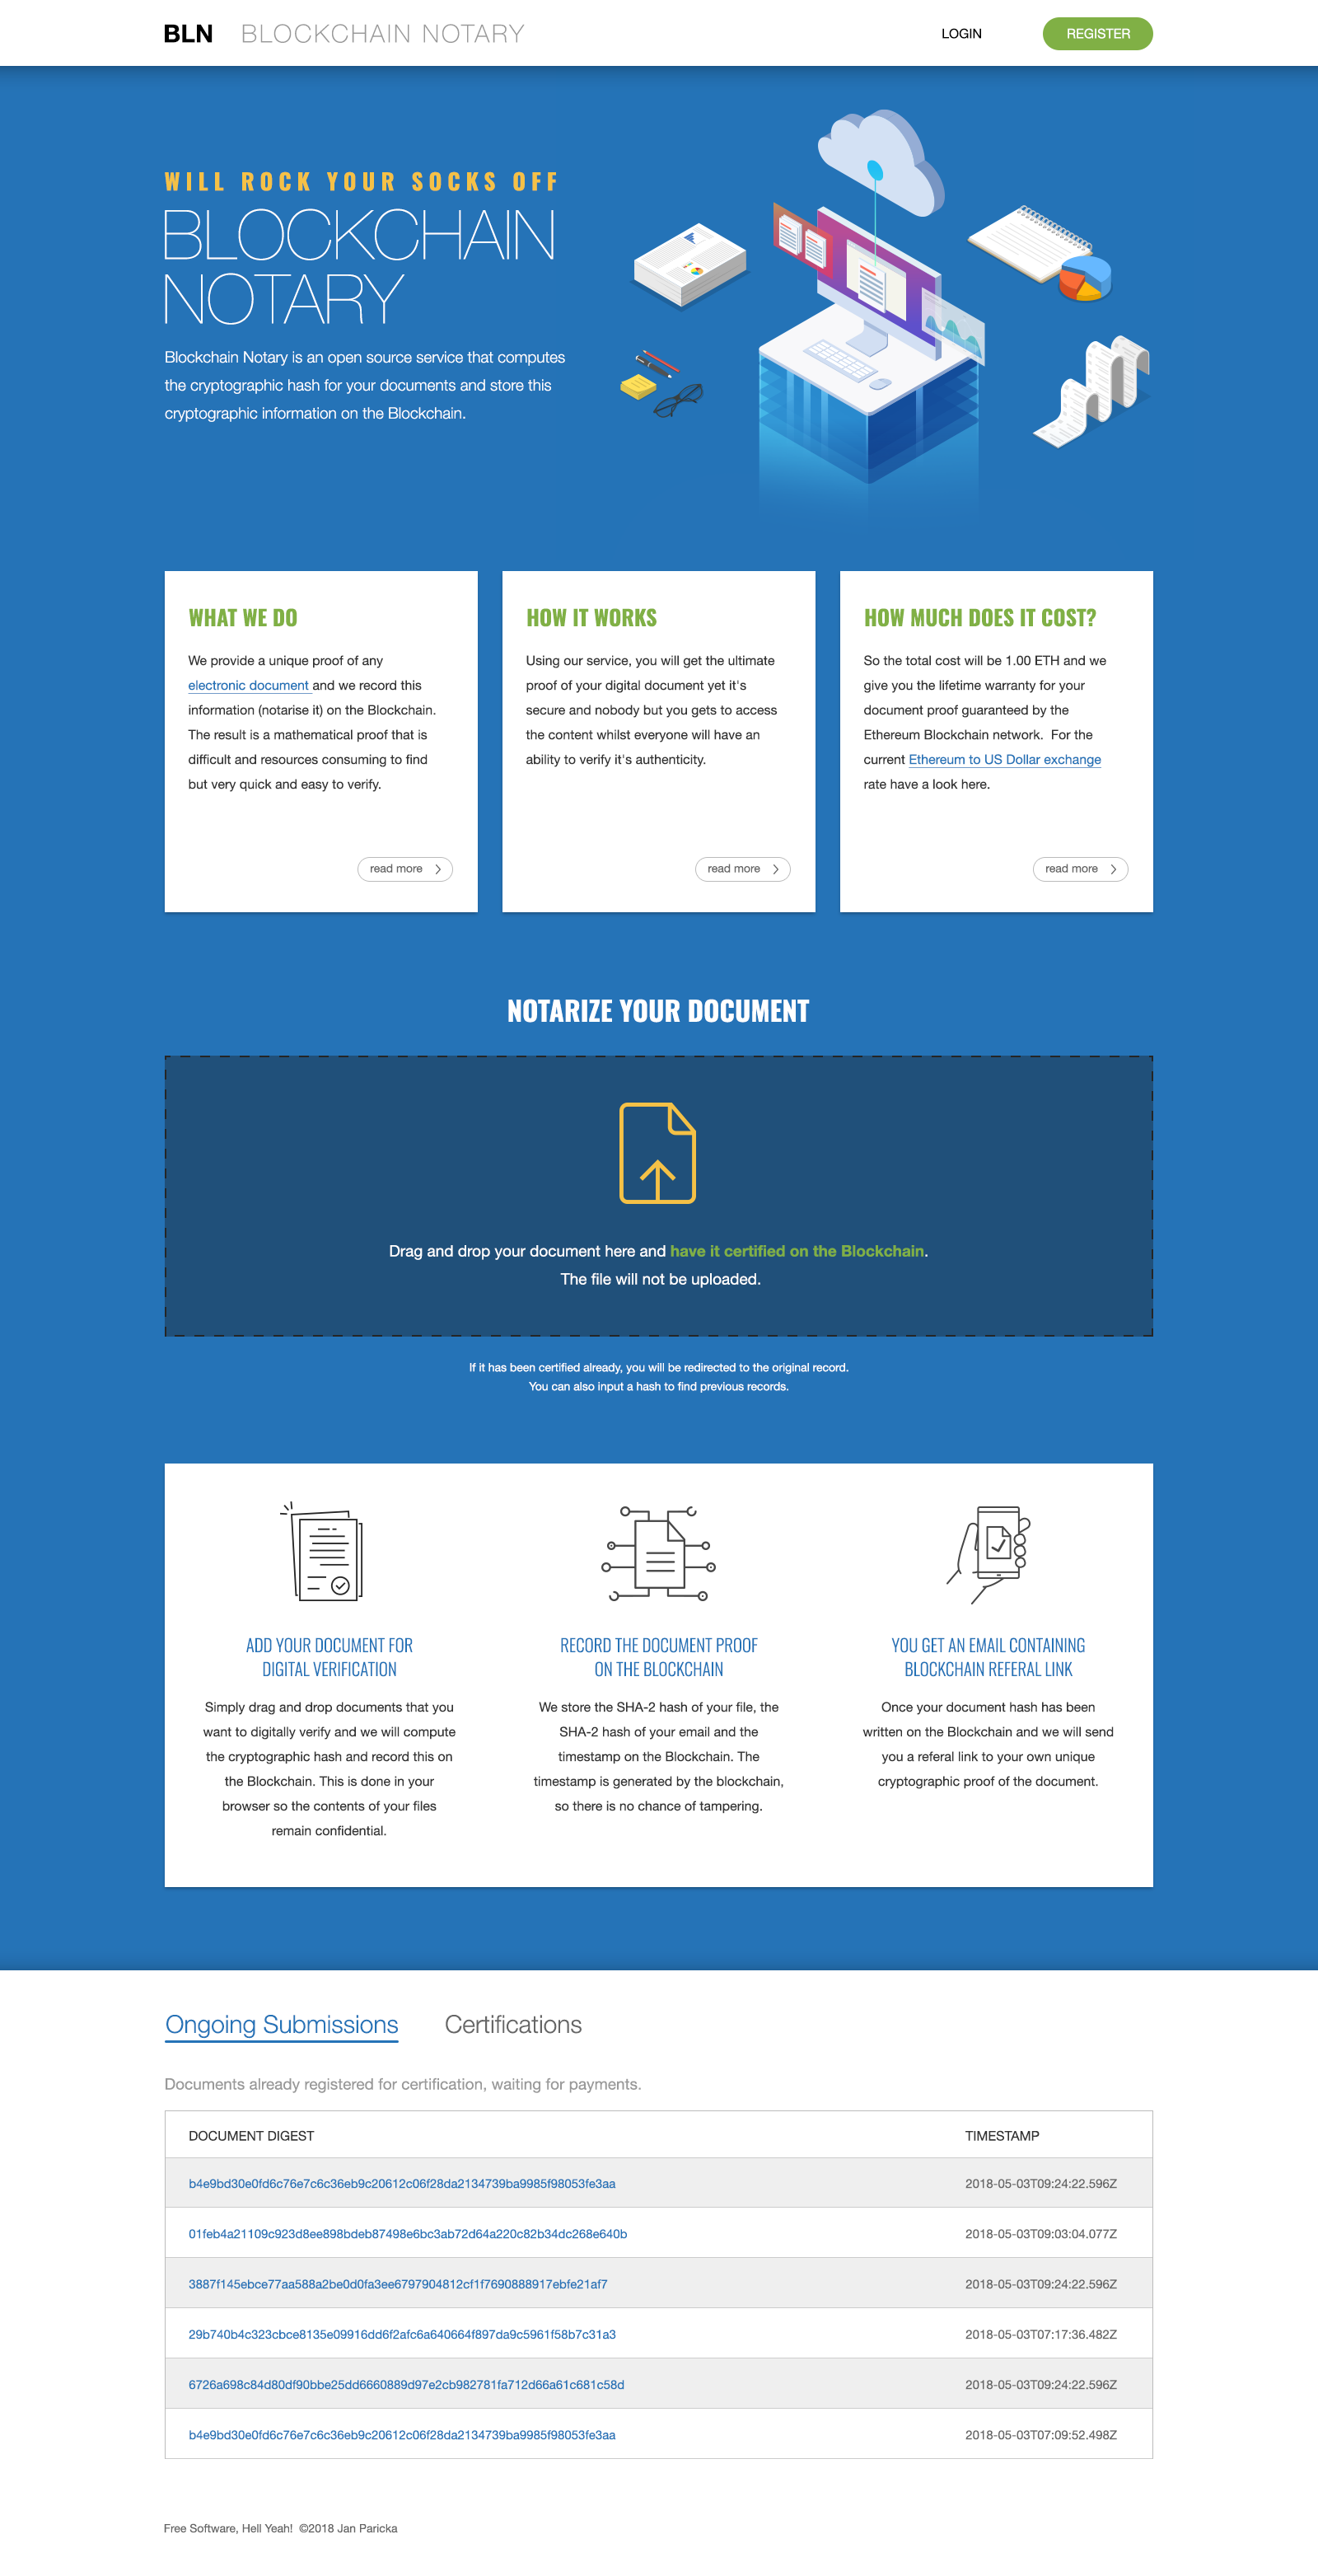 BLN BLOCKCHAIN NOTARY
LOGIN
REGISTER
WILL ROCK YOUR SOCKS OFF
BLOCKCHAIN
NOTARY
Blockchain Notary is an open source service that computes
the cryptographic hash for your documents and store this
cryptographic information on the Blockchain.
WHAT WE DO
We provide a unique proof of any
electronic document and we record this
information (notarise it) on the Blockchain.
The result is a mathematical proof that is
difficult and resources consuming to find
but very quick and easy to verify.
read more
HOW IT WORKS
Using our service, you will get the ultimate
proof of your digital document yet it's
secure and nobody but you gets to access
the content whilst everyone will have an
ability to verify it's authenticity.
read more
HOW MUCH DOES IT COST?
So the total cost will be 1.00 ETH and we
give you the lifetime warranty for your
document proof guaranteed by the
Ethereum Blockchain network. For the
current Ethereum to US Dollar exchange
rate have a look here.
read more
NOTARIZE YOUR DOCUMENT
Drag and drop your document here and have it certified on the Blockchain.
The file will not be uploaded.
If it has been certified already, you will be redirected to the original record.
You can also input a hash to find previous records.
ADD YOUR DOCUMENT FOR
DIGITAL VERIFICATION
Simply drag and drop documents that you
want to digitally verify and we will compute
the cryptographic hash and record this on
the Blockchain. This is done in your
browser so the contents of your files
remain confidential.
RECORD THE DOCUMENT PROOF
ON THE BLOCKCHAIN
We store the SHA-2 hash of your file, the
SHA-2 hash of your email and the
timestamp on the Blockchain. The
timestamp is generated by the blockchain,
so there is no chance of tampering.
YOU GET AN EMAIL CONTAINING
BLOCKCHAIN REFERAL LINK
Once your document hash has been
written on the Blockchain and we will send
you a referal link to your own unique
cryptographic proof of the document.
Ongoing Submissions
Certifications
Documents already registered for certification, waiting for payments.
DOCUMENT DIGEST TIMESTAMP
b4e9bd30e0fd6c76e7c6c36eb9c20612c06f28da2134739ba9985f98053fe3aa 2018-05-03T09:24:22.596Z
01feb4a21109c923d8ee898bdeb87498e6bc3ab72d64a220c82b34dc268e640b 2018-05-03T09:03:04.077Z
3887f145ebce77aa588a2be0d0fa3ee6797904812cf1f7690888917ebfe21af7 2018-05-03T09:24:22.596Z
29b740b4c323cbce8135e09916dd6f2afc6a640664f897da9c5961f58b7c31a3 2018-05-03T07:17:36.482Z
6726a698c84d80df90bbe25dd6660889d97e2cb982781fa712d66a61c681c58d 2018-05-03T09:24:22.596Z
b4e9bd30e0fd6c76e7c6c36eb9c20612c06f28da2134739ba9985f98053fe3aa 2018-05-03T07:09:52.498Z
Free Software, Hell Yeah! ©2018 Jan Paricka